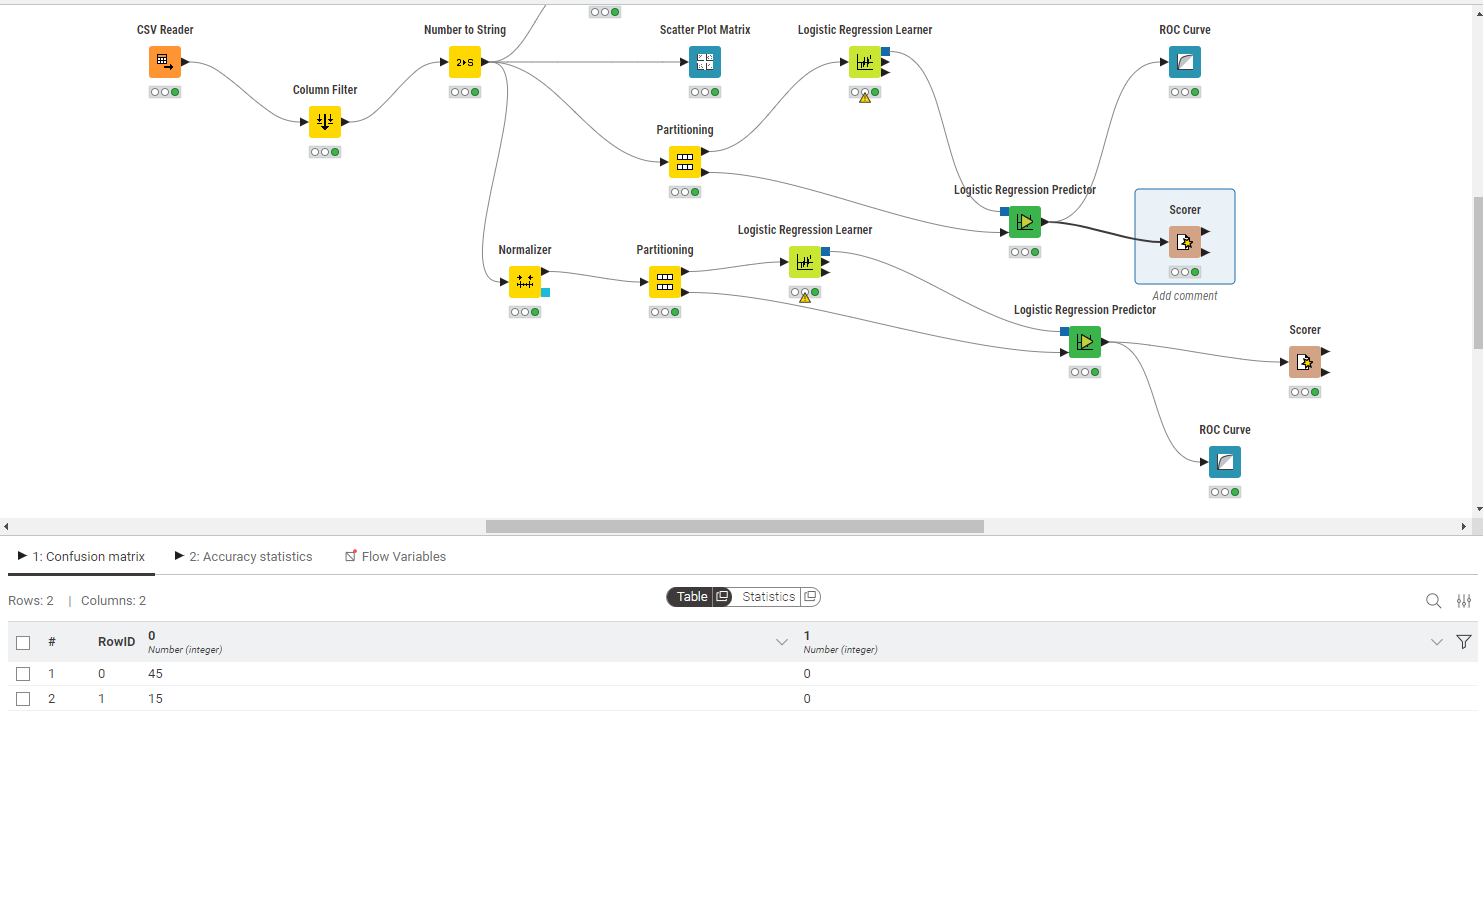 CSV Reader
Number to String
Scatter Plot Matrix
Logistic Regression Learner
ROC Curve
2▸S
Column Filter
Partitioning
Logistic Regression Predictor
Scorer
Logistic Regression Learner
Normalizer
Partitioning
Add comment
Logistic Regression Predictor
Scorer
ROC Curve
1: Confusion matrix
2: Accuracy statistics
Flow Variables
Rows: 2 | Columns: 2
Table
Statistics
# RowID 0 1
Number (integer) Number (integer)
1 0 45 0
2 1 15 0